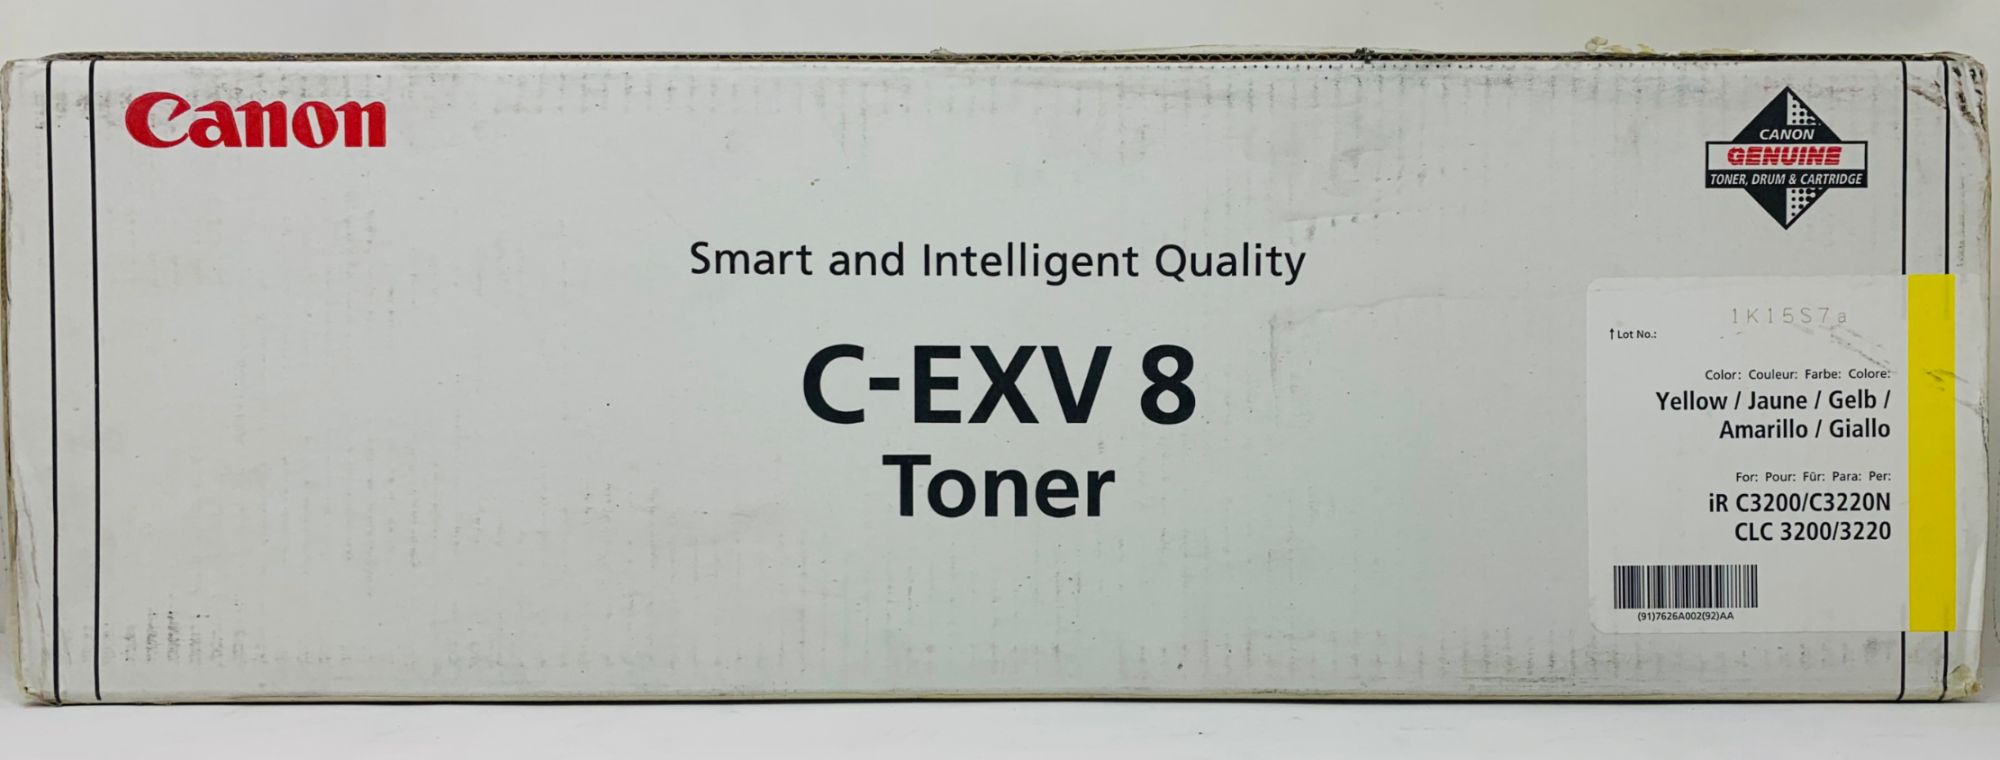 Canon
CANON
GENUINE
TONER, DRUM & CARTRIDGE
Smart and Intelligent Quality
C-EXV 8
Toner
1K15S7a
↑ Lot No.:
Color: Couleur: Farbe: Colore:
Yellow / Jaune / Gelb /
Amarillo / Giallo
For: Pour: Für: Para: Per:
iR C3200/C3220N
CLC 3200/3220
(91)7626A002(92)AA